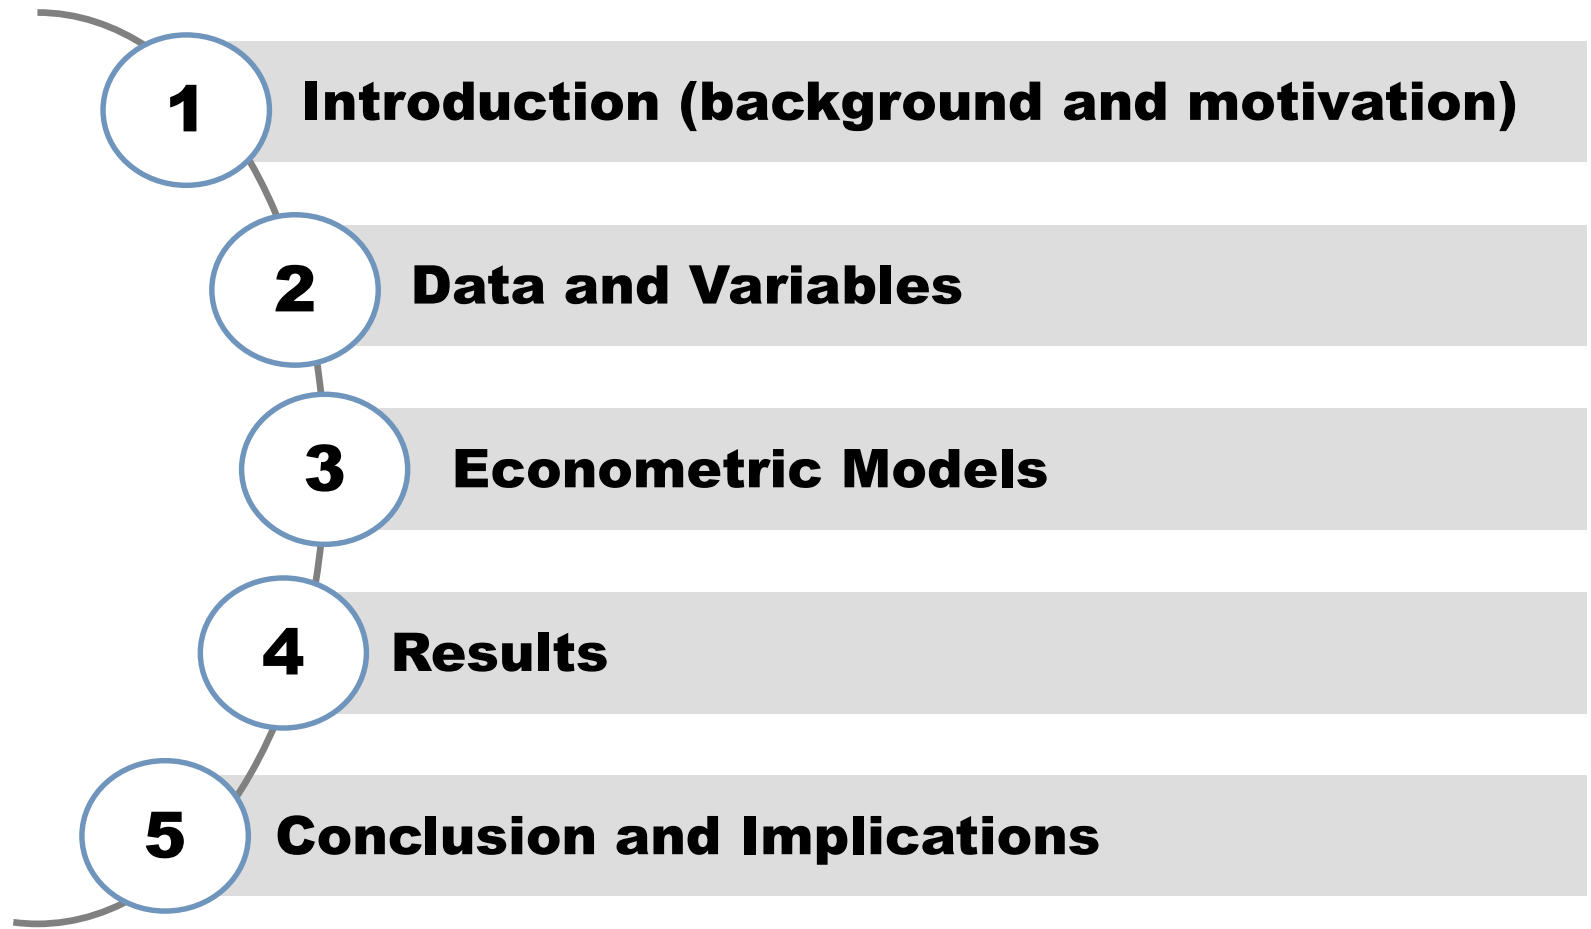 1 Introduction (background and motivation)
2 Data and Variables
3 Econometric Models
4 Results
5 Conclusion and Implications